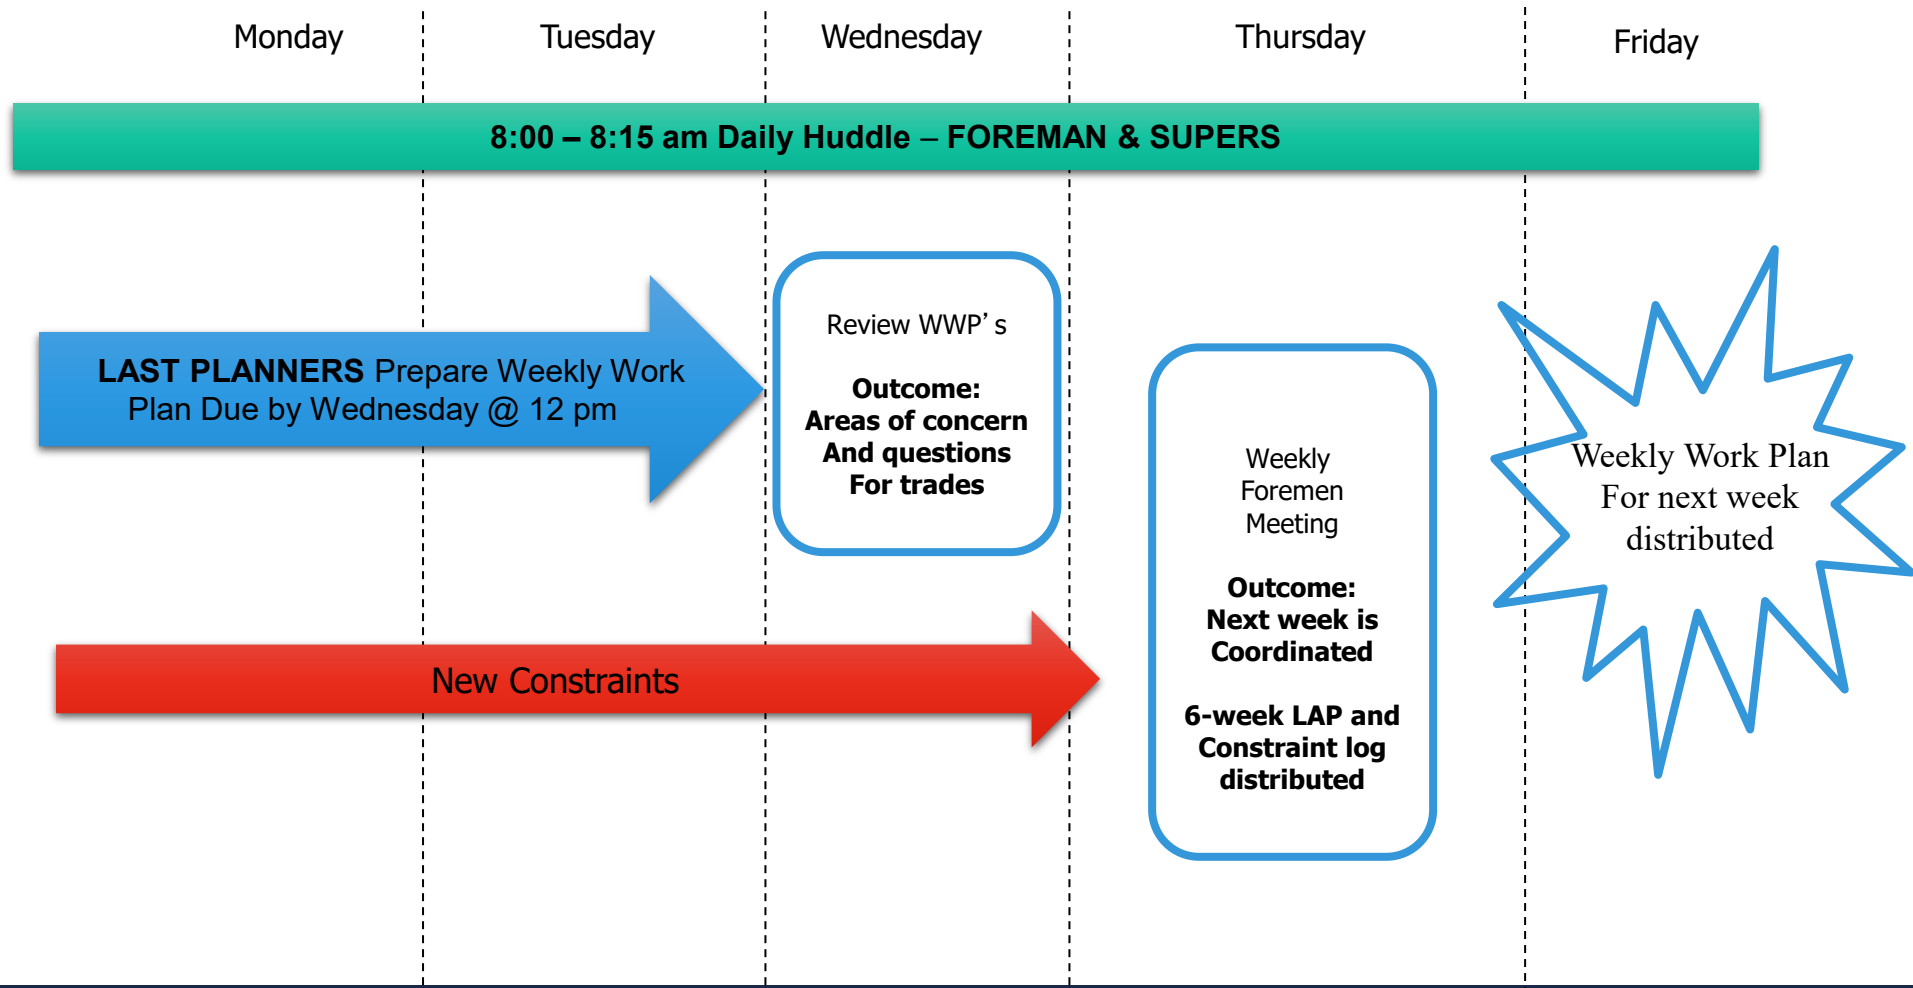 Monday
Tuesday
Wednesday
Thursday
Friday
8:00 – 8:15 am Daily Huddle – FOREMAN & SUPERS
LAST PLANNERS Prepare Weekly Work
Plan Due by Wednesday @ 12 pm
Review WWP’s
Outcome:
Areas of concern
And questions
For trades
New Constraints
Weekly
Foremen
Meeting
Outcome:
Next week is
Coordinated
6-week LAP and
Constraint log
distributed
Weekly Work Plan
For next week
distributed